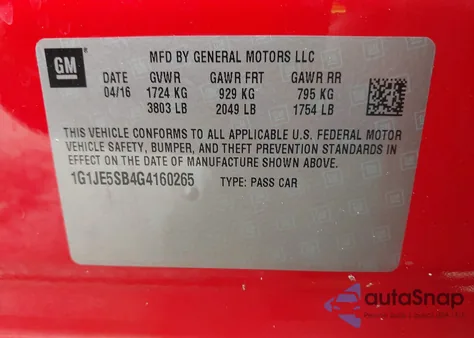 GM
MFD BY GENERAL MOTORS LLC
DATE GVWR GAWR FRT GAWR RR
04/16 1724 KG 929 KG 795 KG
3803 LB 2049 LB 1754 LB
THIS VEHICLE CONFORMS TO ALL APPLICABLE U.S. FEDERAL MOTOR
VEHICLE SAFETY, BUMPER, AND THEFT PREVENTION STANDARDS
IN EFFECT ON THE DATE OF MANUFACTURE SHOWN ABOVE.
1G1JE5SB4G4160265 TYPE: PASS CAR
autoSnap